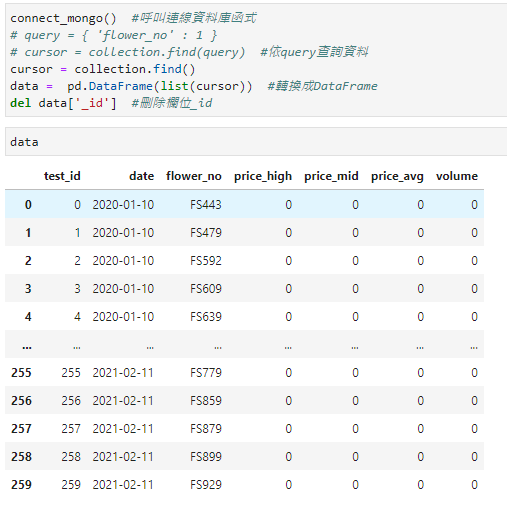 connect_mongo()  #呼叫連線資料庫函式
# query = { 'flower_no' : 1 }
# cursor = collection.find(query)  #依query查詢資料
cursor = collection.find()
data =  pd.DataFrame(list(cursor))  #轉換成DataFrame
del data['_id']  #刪除欄位_id
data
test_id date flower_no price_high price_mid price_avg volume
0 0 2020-01-10 FS443 0 0 0 0
1 1 2020-01-10 FS479 0 0 0 0
2 2 2020-01-10 FS592 0 0 0 0
3 3 2020-01-10 FS609 0 0 0 0
4 4 2020-01-10 FS639 0 0 0 0
... ... ... ... ... ... ... ...
255 255 2021-02-11 FS779 0 0 0 0
256 256 2021-02-11 FS859 0 0 0 0
257 257 2021-02-11 FS879 0 0 0 0
258 258 2021-02-11 FS899 0 0 0 0
259 259 2021-02-11 FS929 0 0 0 0